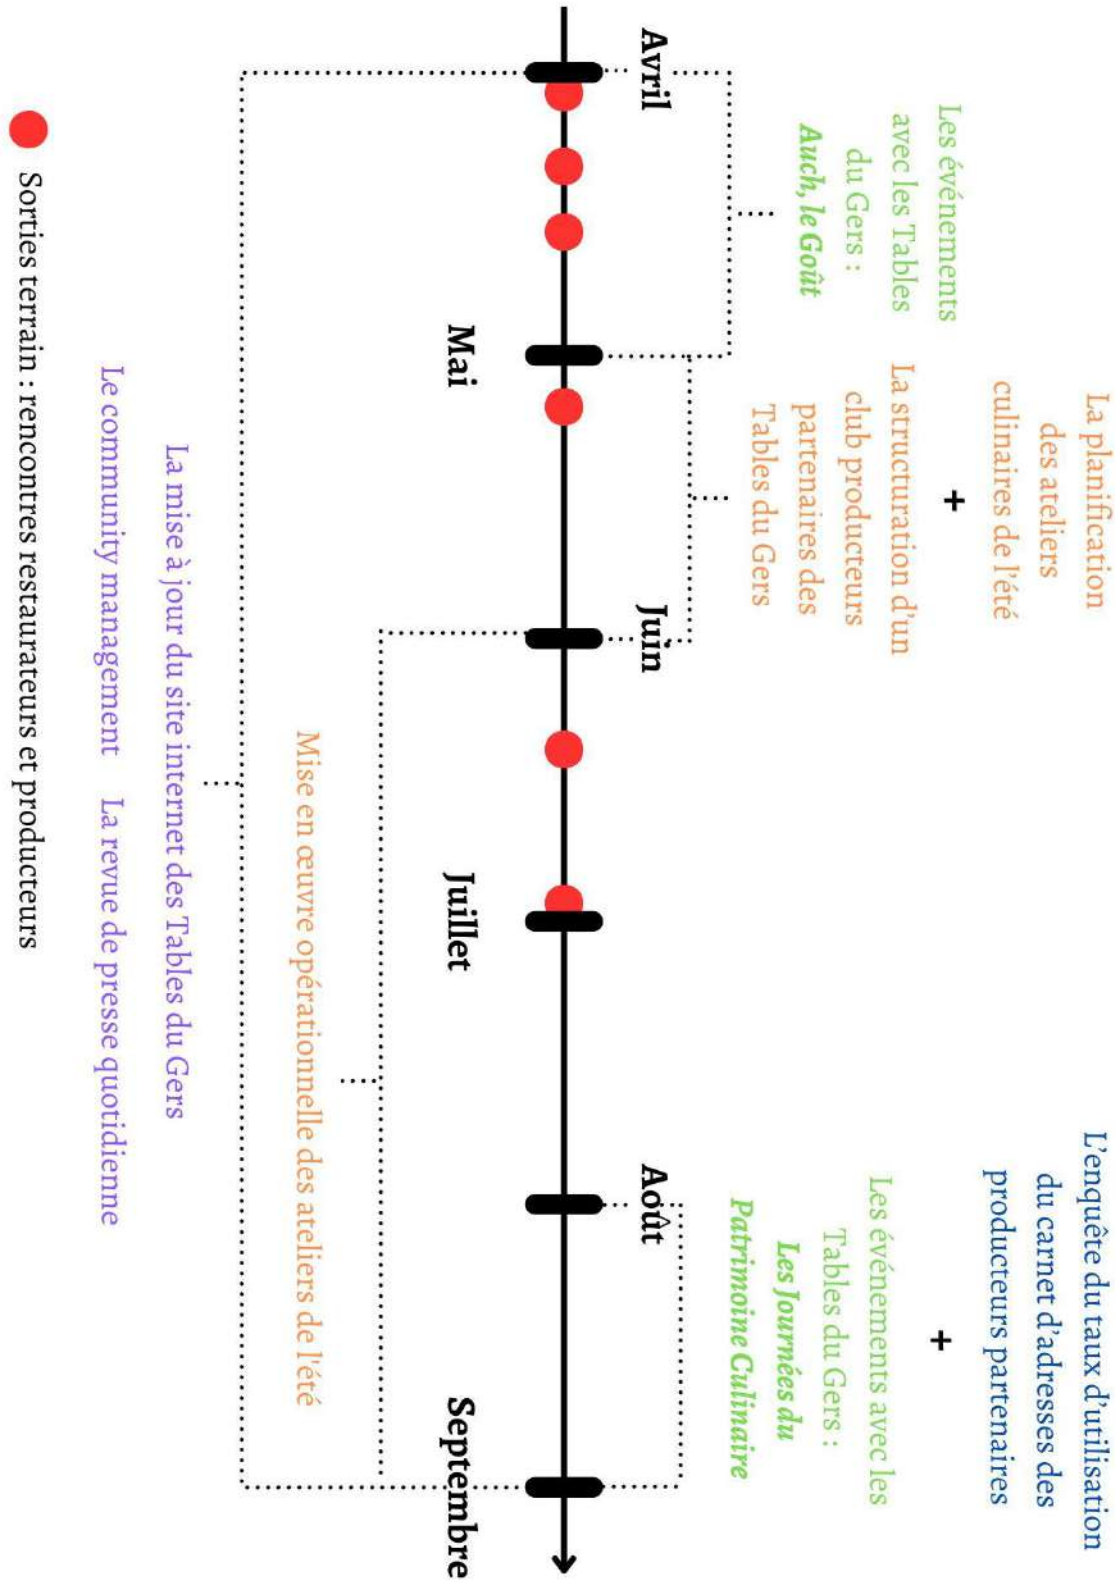 Les événements
avec les Tables
du Gers :
Auch, le Goût
La planification
des ateliers
culinaires de l'été
+
La structuration d'un
club producteurs
partenaires des
Tables du Gers
L'enquête du taux d'utilisation
du carnet d'adresses des
producteurs partenaires
+
Les événements avec les
Tables du Gers :
Les Journées du
Patrimoine Culinaire
Avril
Mai
Juin
Juillet
Août
Septembre
Mise en œuvre opérationnelle des ateliers de l'été
La mise à jour du site internet des Tables du Gers
Le community management La revue de presse quotidienne
Sorties terrain : rencontres restaurateurs et producteurs